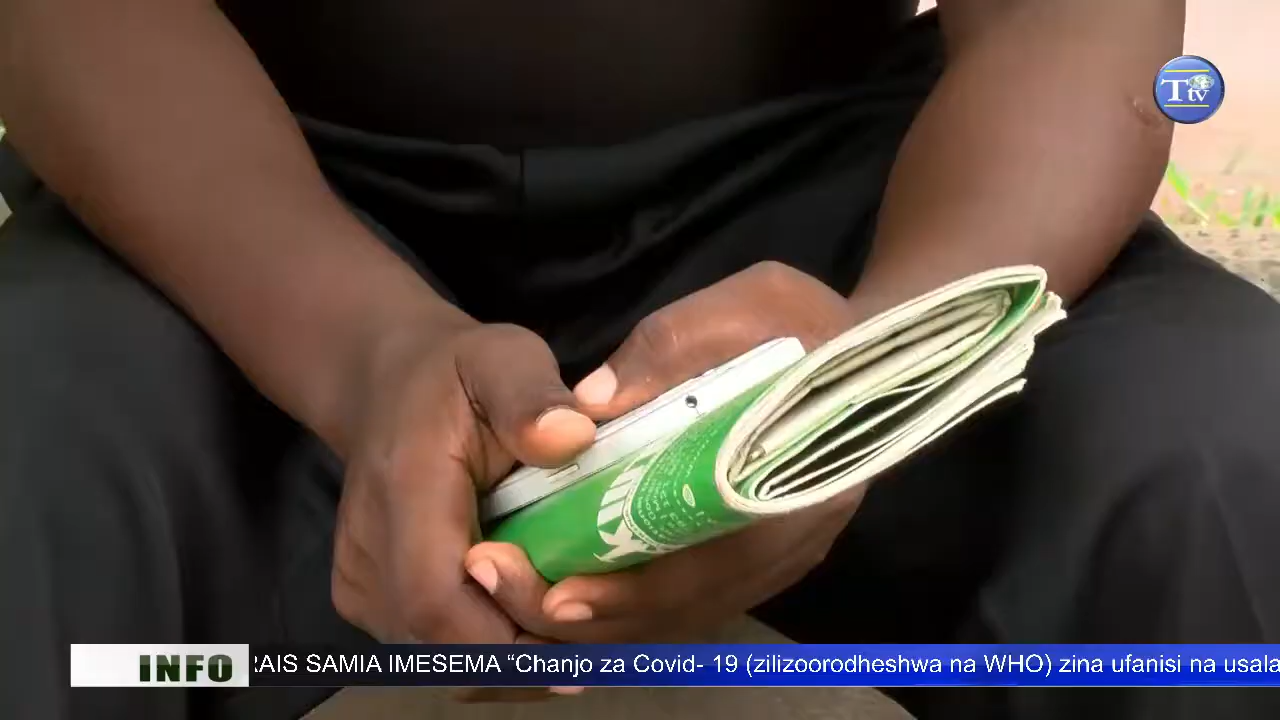 Ttv
INFO
RAIS SAMIA IMESEMA “Chanjo za Covid- 19 (zilizoorodheshwa na WHO) zina ufanisi na usala